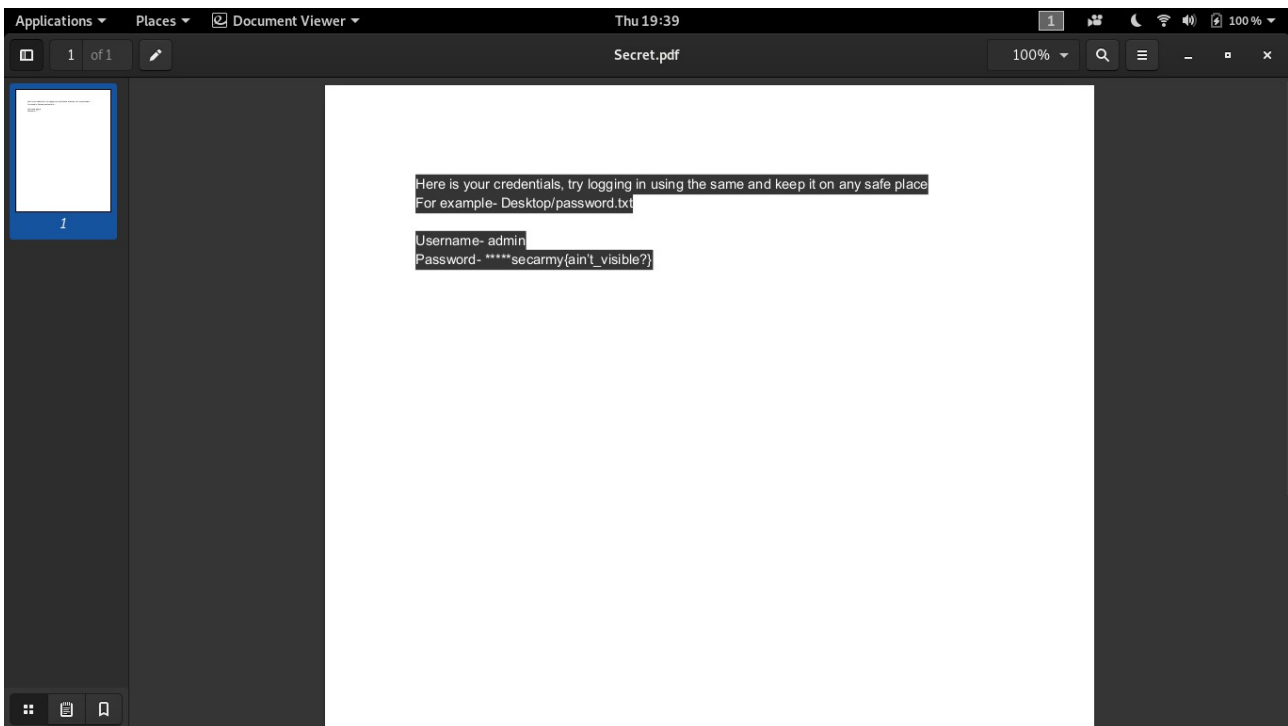 Applications Places Document Viewer Thu 19:39 1 100 %
1 of 1 Secret.pdf 100%
1
Here is your credentials, try logging in using the same and keep it on any safe place
For example- Desktop/password.txt
Username- admin
Password- *****secarmy{ain't_visible?}